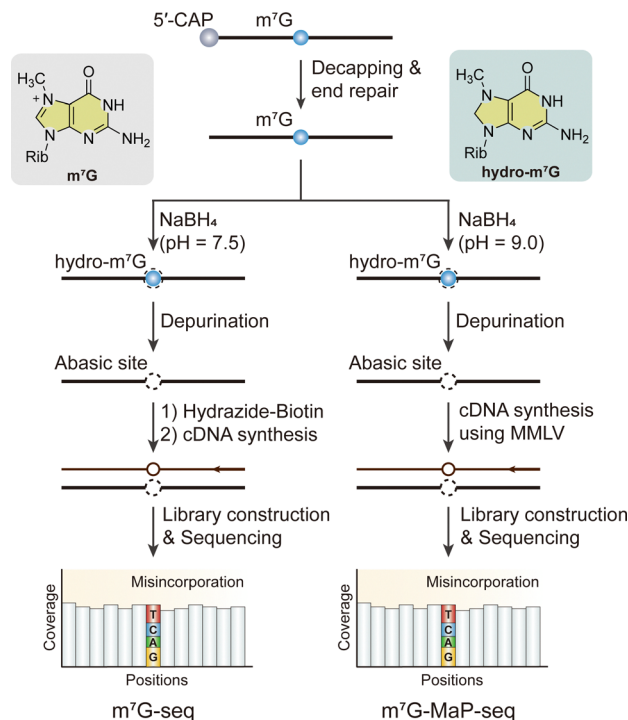 5′-CAP
m⁷G
Decapping &
end repair
m⁷G
H₃C
O
+
N
NH
N
N
NH₂
Rib
m⁷G
H₃C
O
N
NH
N
N
NH₂
Rib
hydro-m⁷G
NaBH₄
(pH = 7.5)
hydro-m⁷G
Depurination
Abasic site
1) Hydrazide-Biotin
2) cDNA synthesis
Library construction
& Sequencing
Misincorporation
Coverage
T
C
A
G
Positions
m⁷G-seq
NaBH₄
(pH = 9.0)
hydro-m⁷G
Depurination
Abasic site
cDNA synthesis
using MMLV
Library construction
& Sequencing
Misincorporation
Coverage
T
C
A
G
Positions
m⁷G-MaP-seq